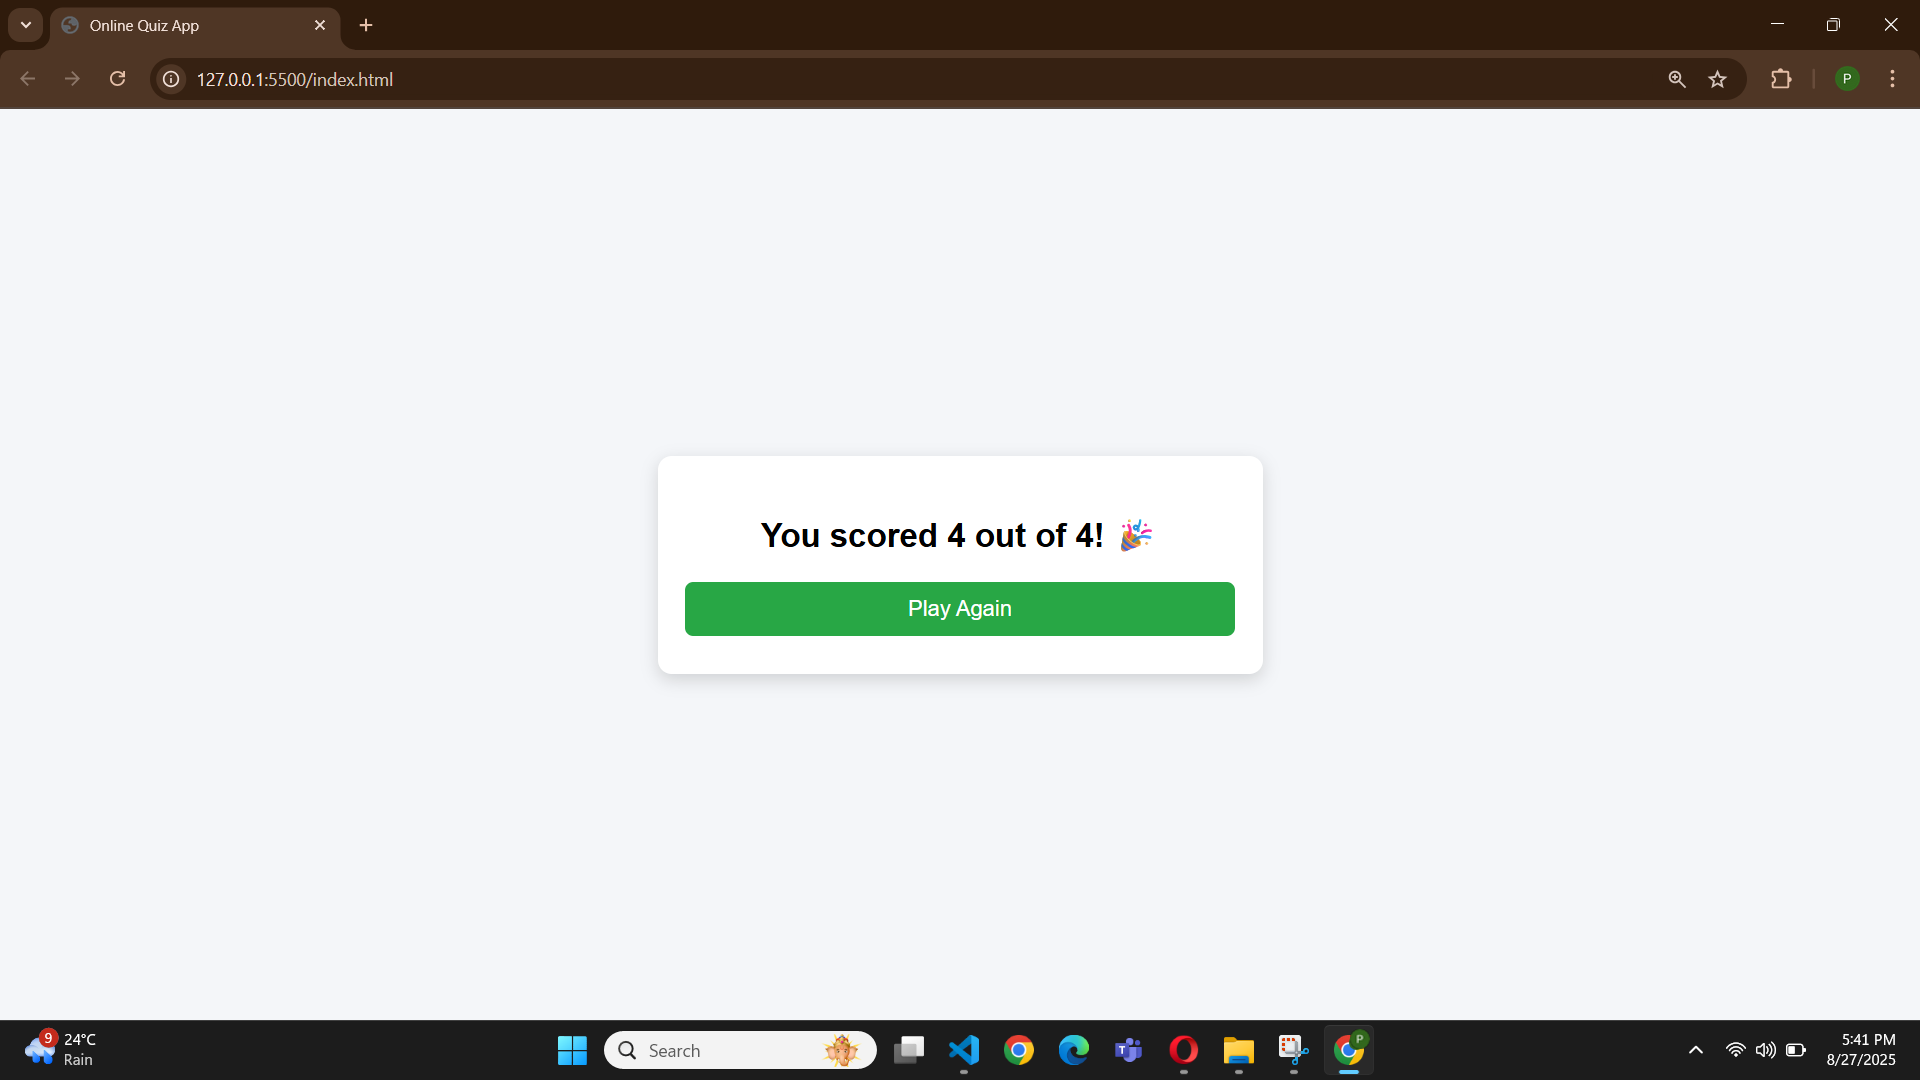 Online Quiz App
127.0.0.1:5500/index.html
P
You scored 4 out of 4! 🎉
Play Again
9
24°C
Rain
Search
T
P
5:41 PM
8/27/2025